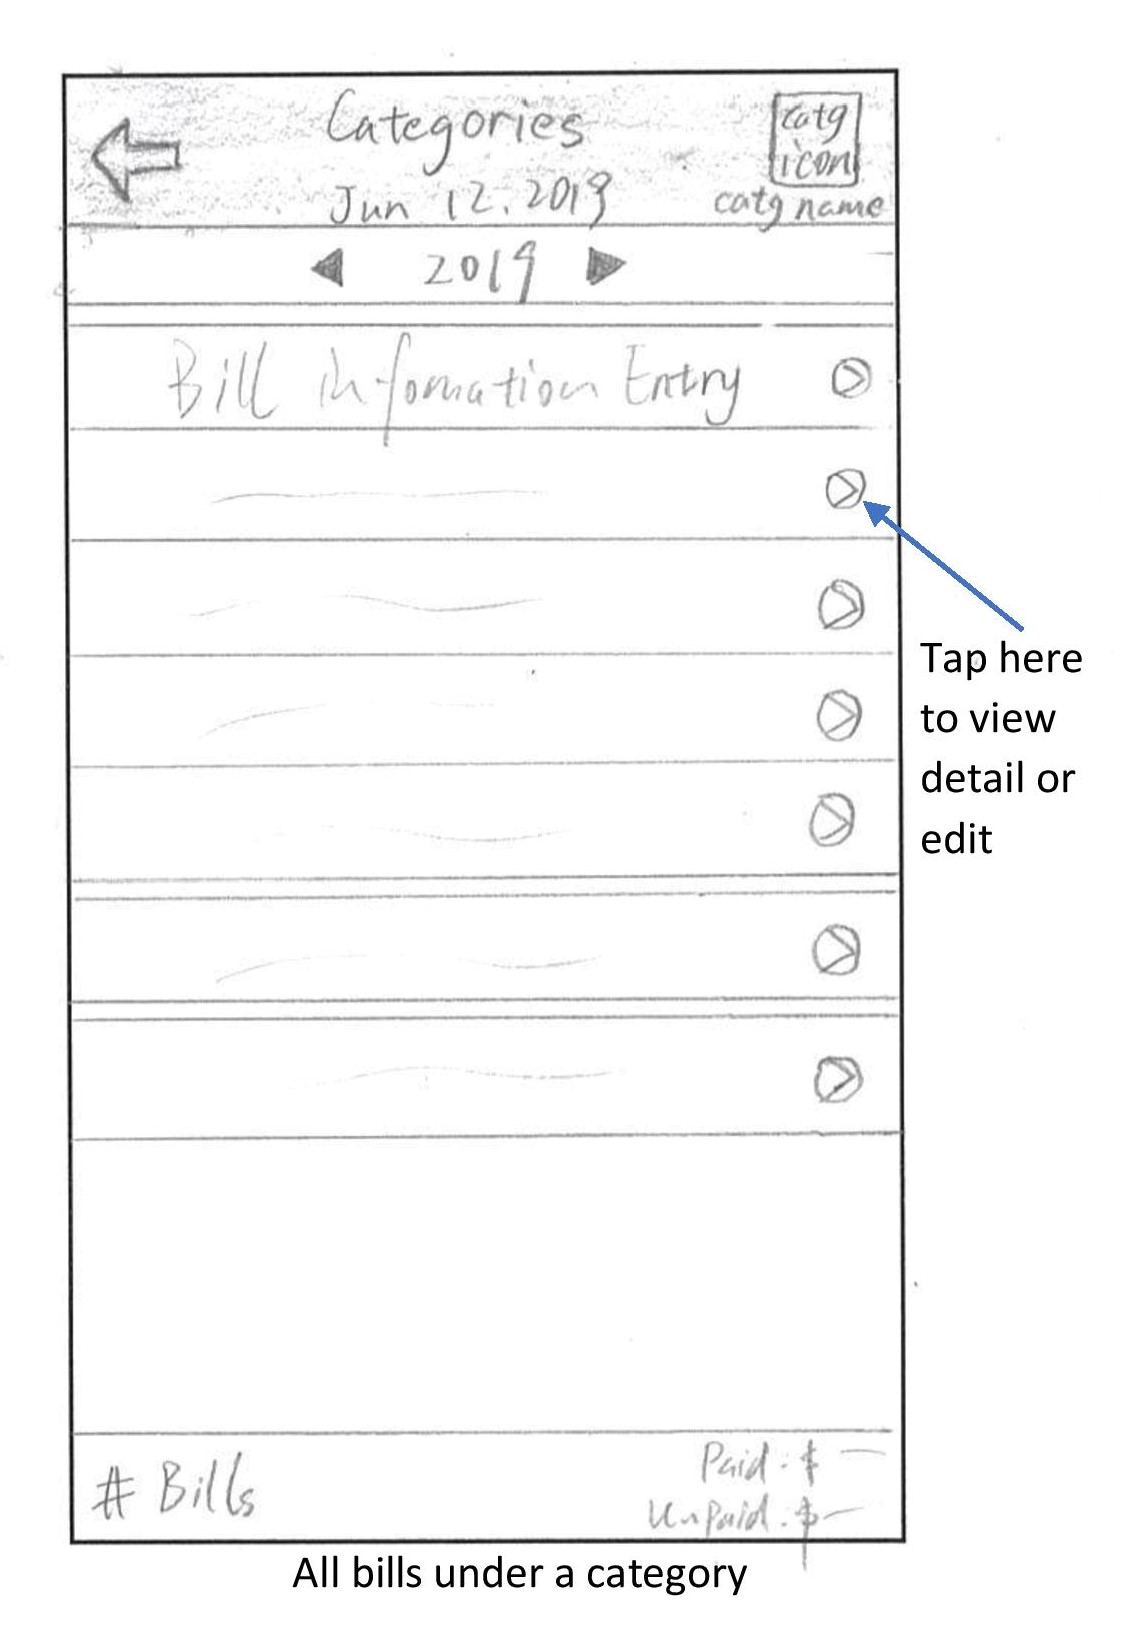 Categories
catg
icon
Jun 12. 2019
catg name
2019
Bill information Entry
Tap here
to view
detail or
edit
# Bills
Paid: $
UnPaid: $
All bills under a category